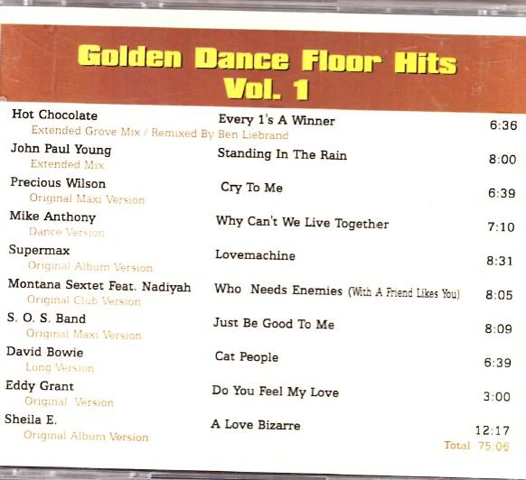 Golden Dance Floor Hits
Vol. 1
Hot Chocolate Every 1's A Winner 6:36
Extended Grove Mix / Remixed By Ben Liebrand
John Paul Young Standing In The Rain 8:00
Extended Mix
Precious Wilson Cry To Me 6:39
Original Maxi Version
Mike Anthony Why Can't We Live Together 7:10
Dance Version
Supermax Lovemachine 8:31
Original Album Version
Montana Sextet Feat. Nadiyah Who Needs Enemies (With A Friend Likes You) 8:05
Original Club Version
S. O. S. Band Just Be Good To Me 8:09
Original Maxi Version
David Bowie Cat People 6:39
Long Version
Eddy Grant Do You Feel My Love 3:00
Original Version
Sheila E. A Love Bizarre 12:17
Original Album Version
Total 75:06